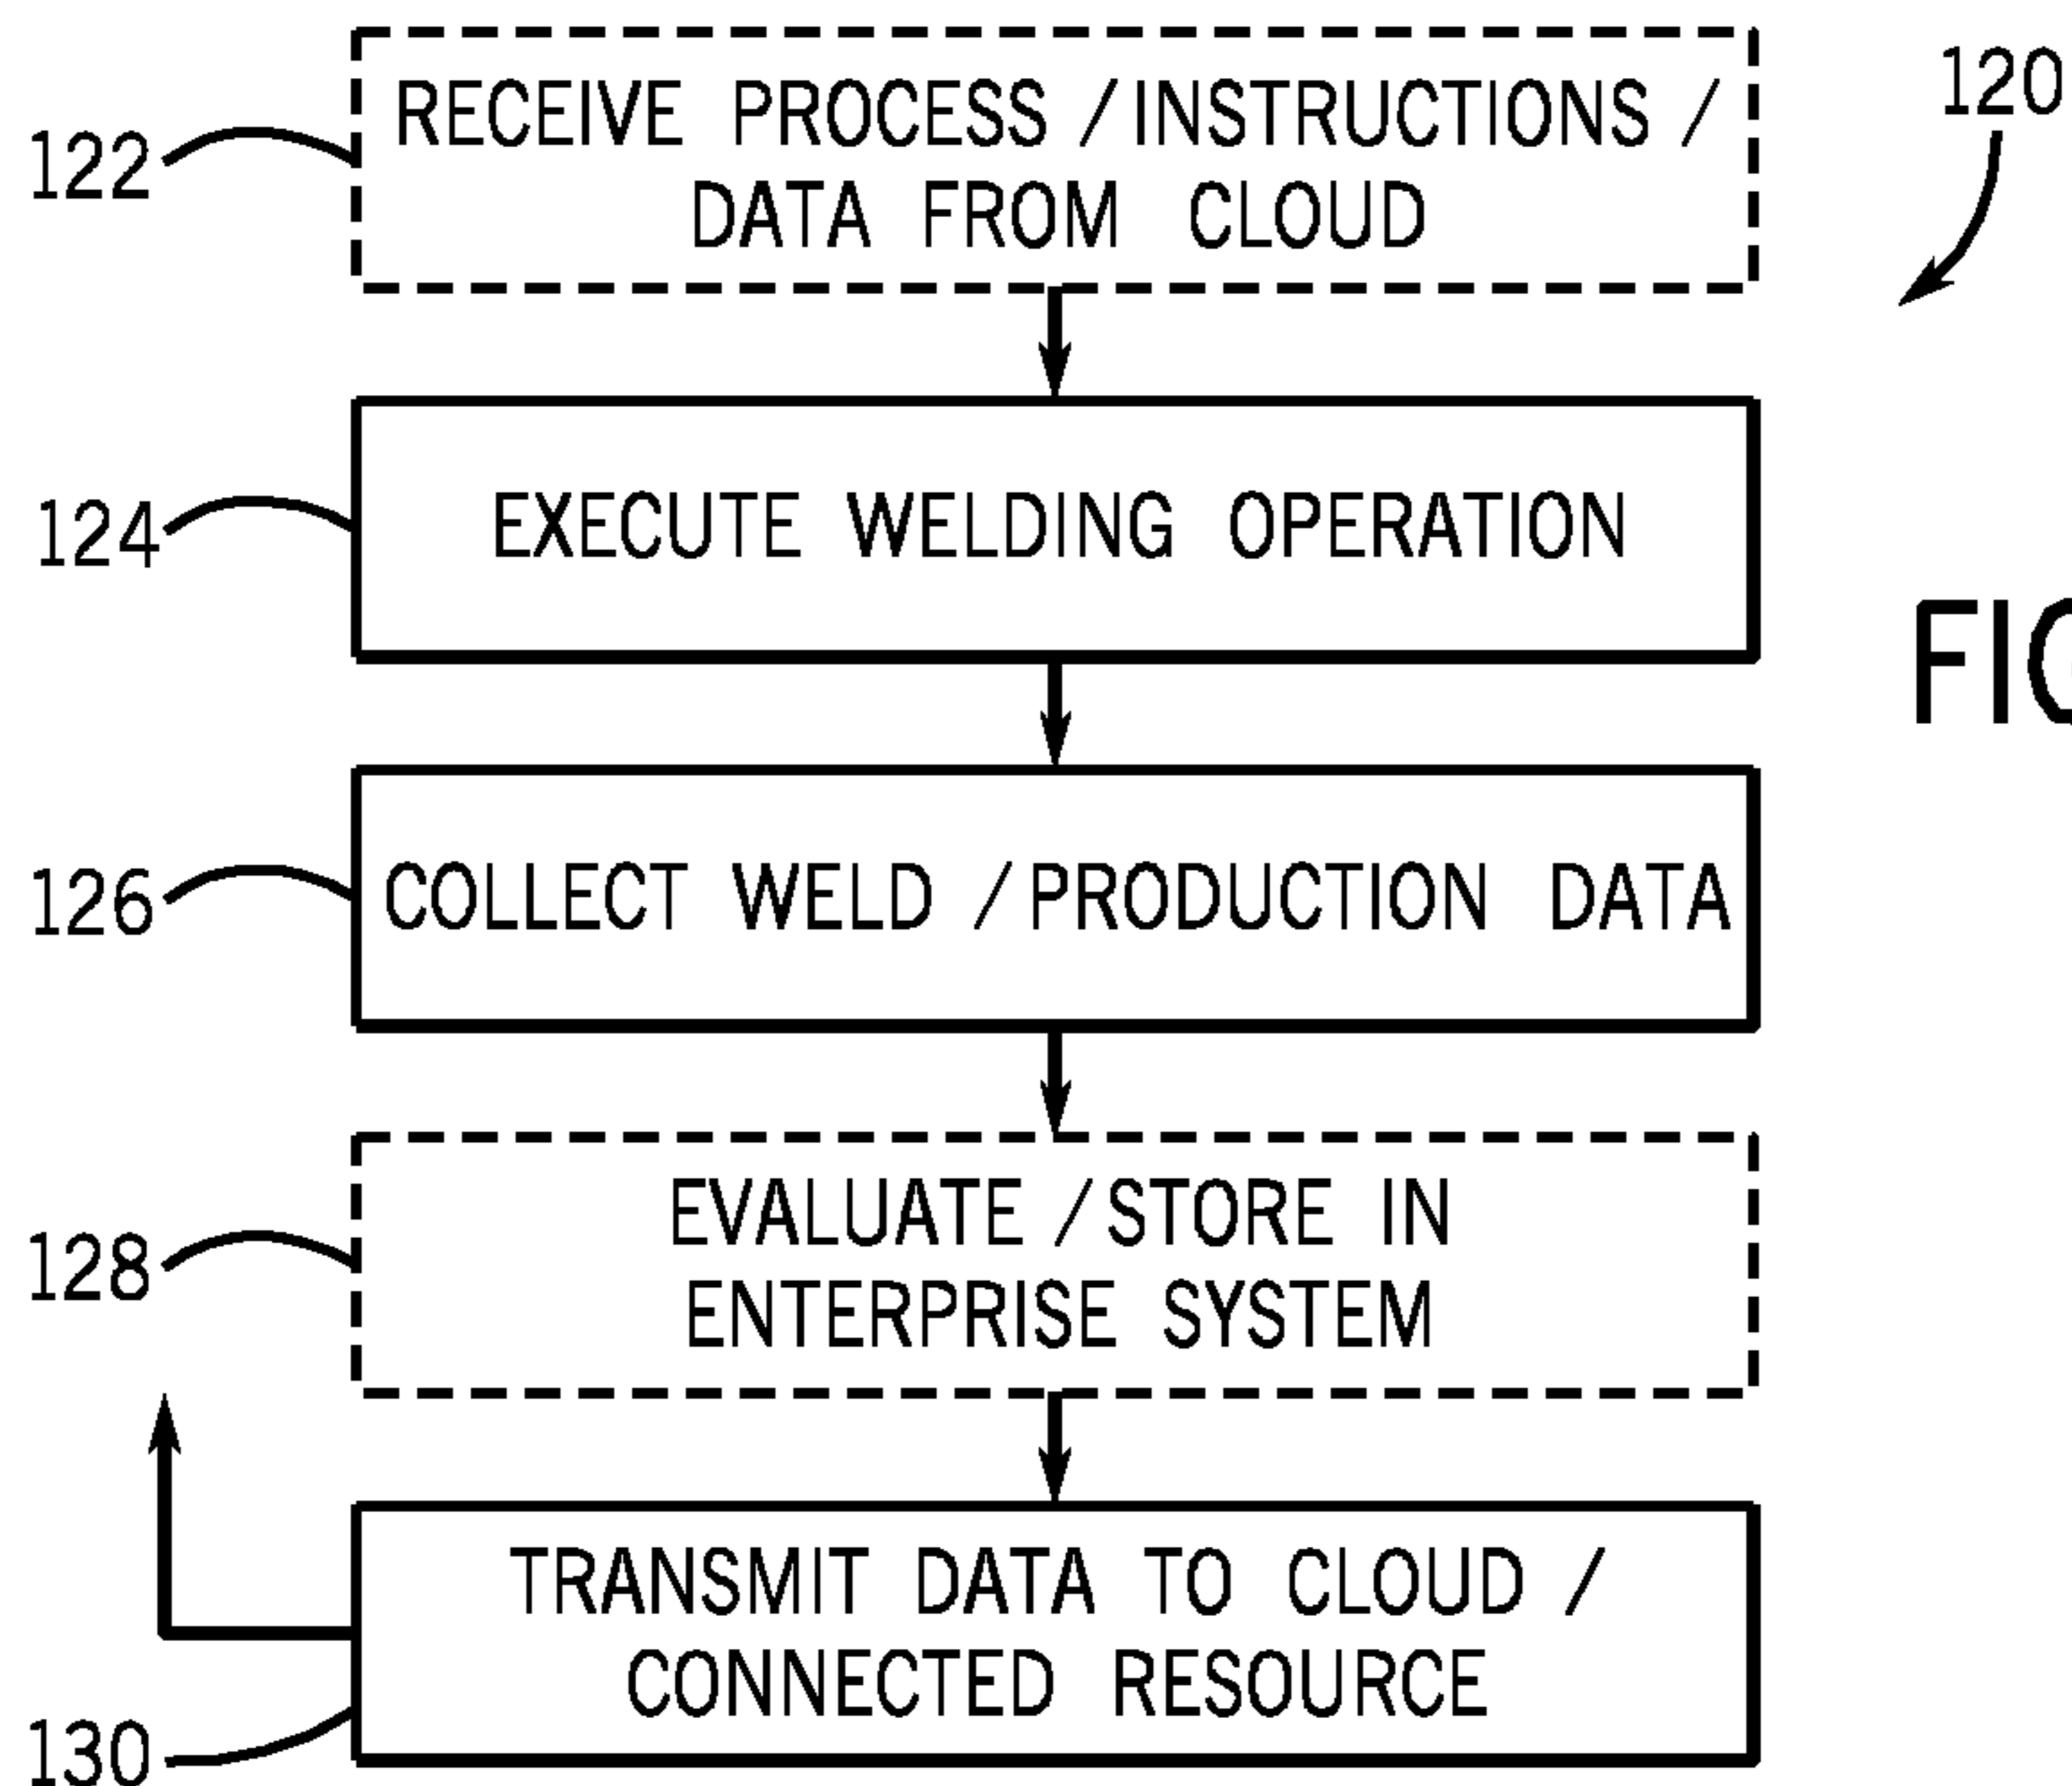 120
122
RECEIVE PROCESS /INSTRUCTIONS /
DATA FROM CLOUD
124
EXECUTE WELDING OPERATION
126
COLLECT WELD /PRODUCTION DATA
128
EVALUATE /STORE IN
ENTERPRISE SYSTEM
130
TRANSMIT DATA TO CLOUD /
CONNECTED RESOURCE